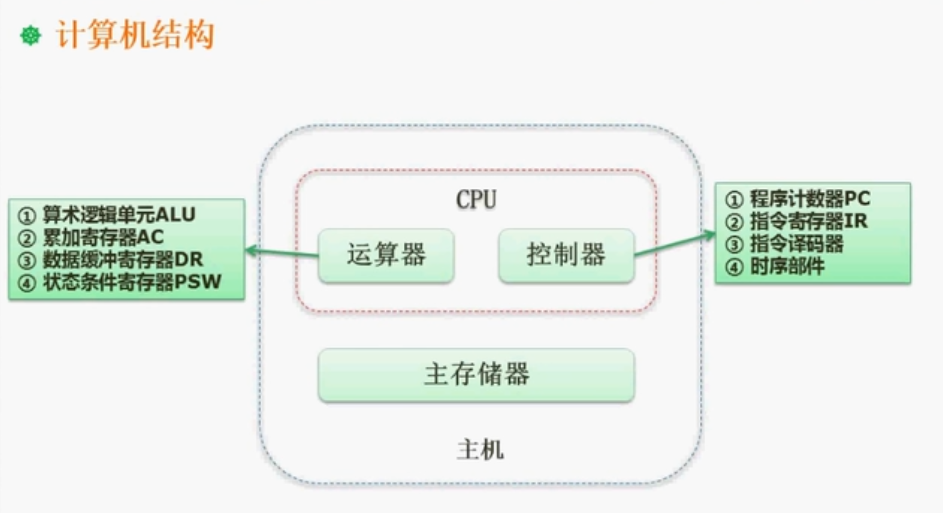 计算机结构
CPU
① 算术逻辑单元ALU
② 累加寄存器AC
③ 数据缓冲寄存器DR
④ 状态条件寄存器PSW
运算器
控制器
① 程序计数器PC
② 指令寄存器IR
③ 指令译码器
④ 时序部件
主存储器
主机